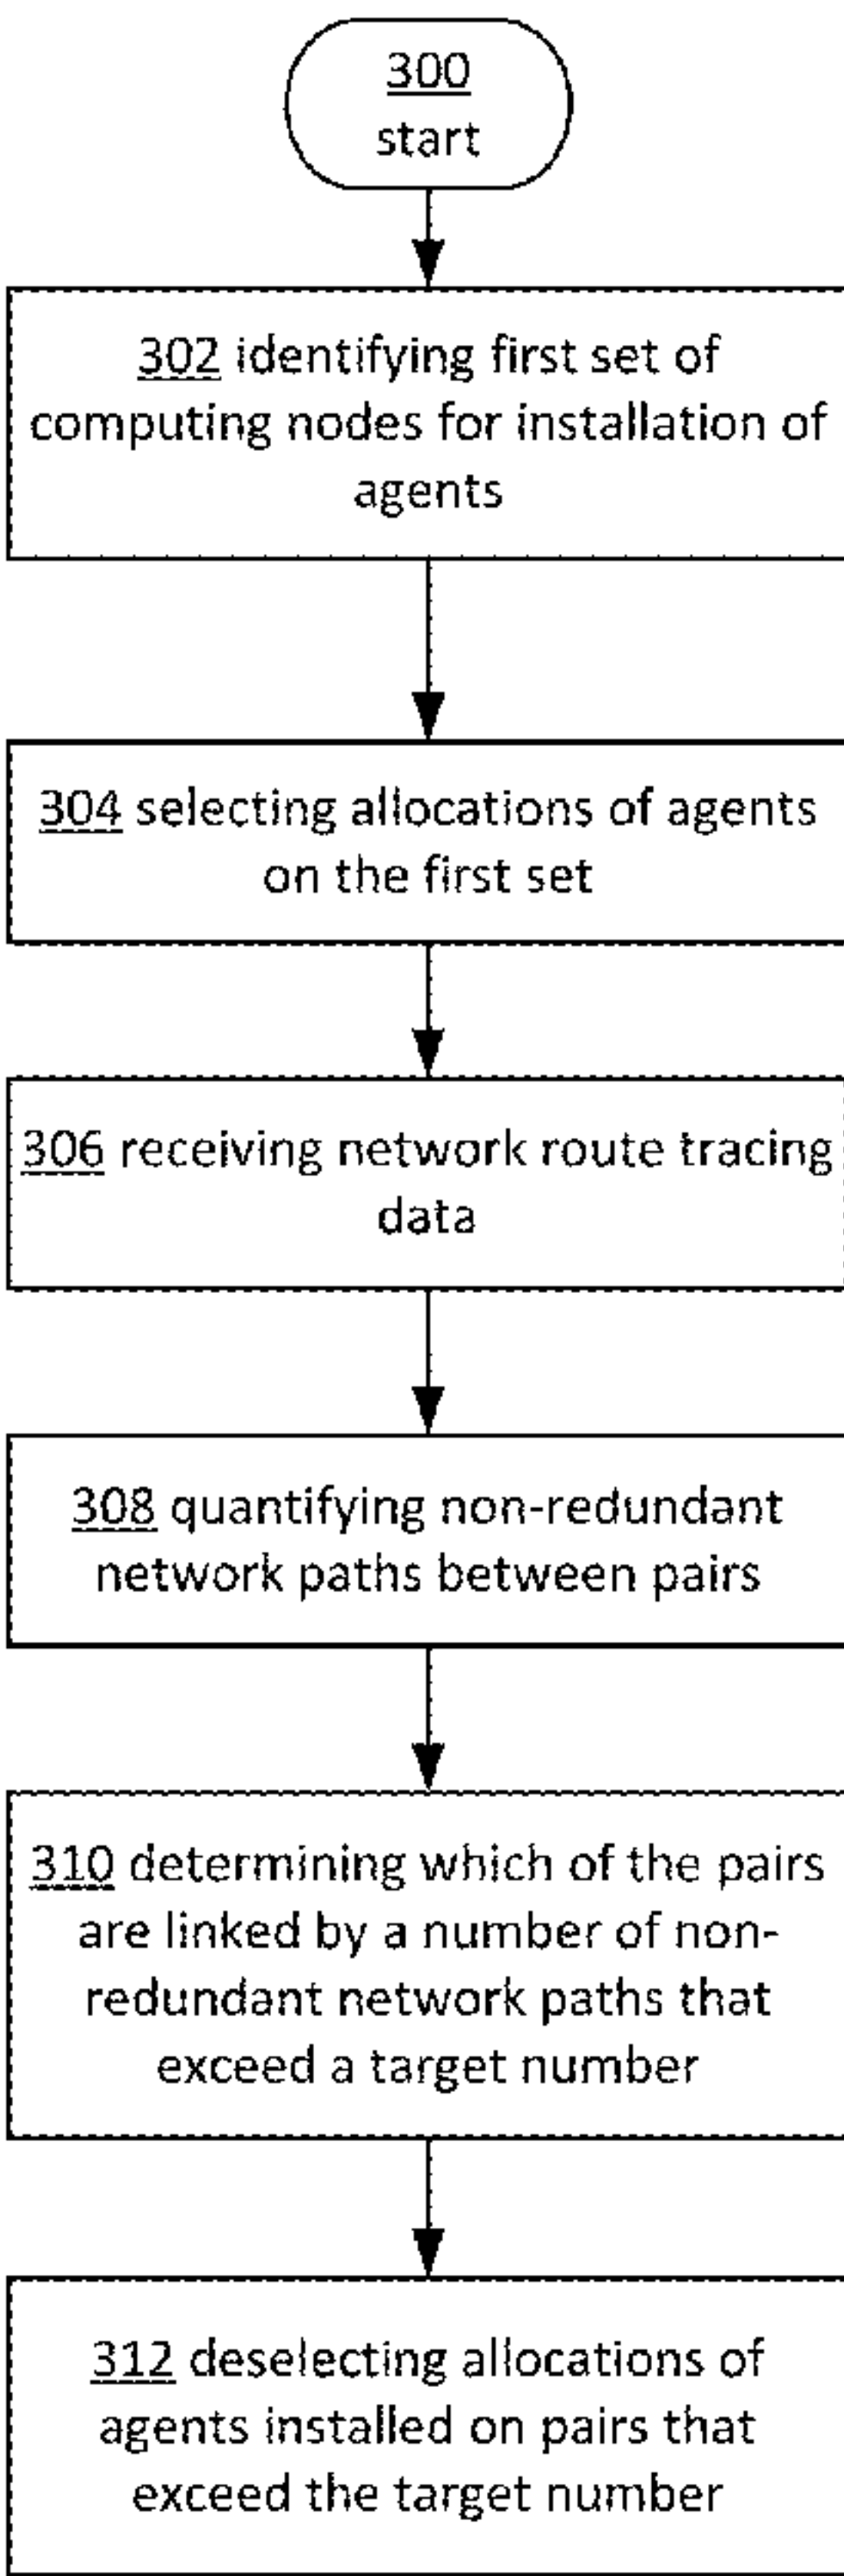 300
start
302 identifying first set of
computing nodes for installation of
agents
304 selecting allocations of agents
on the first set
306 receiving network route tracing
data
308 quantifying non-redundant
network paths between pairs
310 determining which of the pairs
are linked by a number of non-
redundant network paths that
exceed a target number
312 deselecting allocations of
agents installed on pairs that
exceed the target number